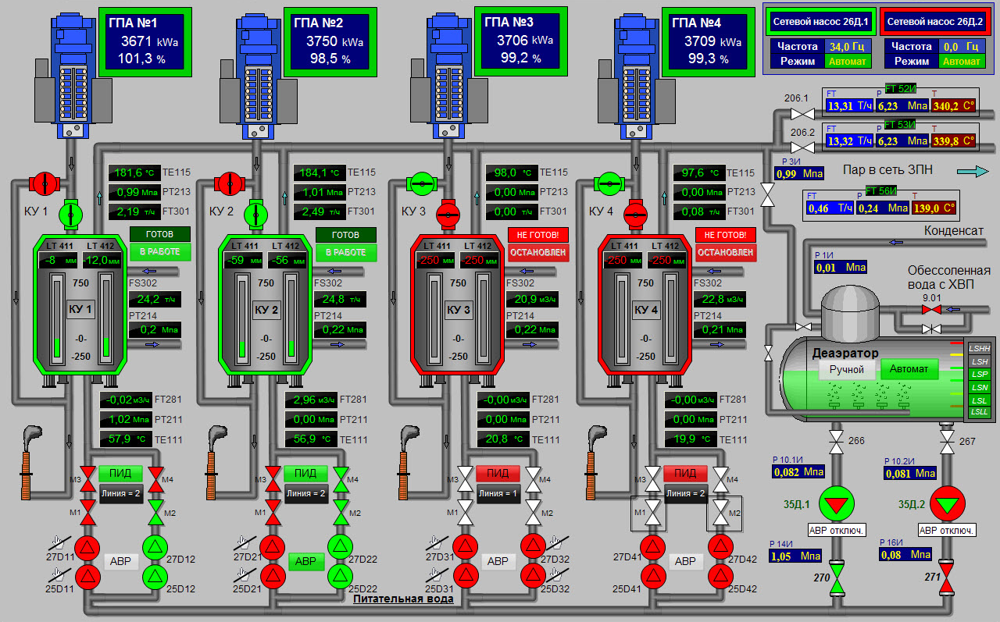 ГПА №1
3671 kWa
101,3 %
ГПА №2
3750 kWa
98,5 %
ГПА №3
3706 kWa
99,2 %
ГПА №4
3709 kWa
99,3 %
Сетевой насос 26Д.1
Сетевой насос 26Д.2
Частота 34,0 Гц
Режим Автомат
Частота 0,0 Гц
Режим Автомат
206.1
FT 52И
FT P T
13,31 Т/ч 6,23 Мпа 340,2 С°
206.2
FT 53И
FT P T
13,32 Т/ч 6,23 Мпа 339,8 С°
P 3И
0,99 Мпа
Пар в сеть ЗПН
FT 56И
FT P T
0,46 Т/ч 0,24 Мпа 139,0 С°
Конденсат
P 1И
0,01 Мпа
Обессоленная
вода с ХВП
9.01
КУ 1
181,6 °C TE115
0,99 Мпа PT213
2,19 т/ч FT301
ГОТОВ
В РАБОТЕ
LT 411 LT 412
-8 мм -12,0 мм
750
КУ 1
-0-
-250
FS302
24,2 т/ч
PT214
0,2 Мпа
КУ 2
184,1 °C TE115
1,01 Мпа PT213
2,49 т/ч FT301
ГОТОВ
В РАБОТЕ
LT 411 LT 412
-59 мм -56 мм
750
КУ 2
-0-
-250
FS302
24,8 т/ч
PT214
0,22 Мпа
КУ 3
98,0 °C TE115
0,00 Мпа PT213
0,00 т/ч FT301
НЕ ГОТОВ!
ОСТАНОВЛЕН
LT 411 LT 412
-250 мм -250 мм
750
КУ 3
-0-
-250
FS302
20,9 м3/ч
PT214
0,22 Мпа
КУ 4
97,6 °C TE115
0,00 Мпа PT213
0,08 т/ч FT301
НЕ ГОТОВ!
ОСТАНОВЛЕН
LT 411 LT 412
-250 мм -250 мм
750
КУ 4
-0-
-250
FS302
22,8 м3/ч
PT214
0,21 Мпа
Деаэратор
Ручной
Автомат
LSHH
LSH
LSP
LSN
LSL
LSLL
-0,02 м3/ч FT281
1,02 Мпа PT211
57,9 °C TE111
2,96 м3/ч FT281
0,00 Мпа PT211
56,9 °C TE111
-0,00 м3/ч FT281
0,00 Мпа PT211
20,8 °C TE111
-0,00 м3/ч FT281
0,00 Мпа PT211
19,9 °C TE111
М3 ПИД М4
Линия = 2
М1 М2
27D11 27D12
АВР
25D11 25D12
М3 ПИД М4
Линия = 2
М1 М2
27D21 27D22
АВР
25D21 25D22
М3 ПИД М4
Линия = 1
М1 М2
27D31 27D32
АВР
25D31 25D32
М3 ПИД М4
Линия = 2
М1 М2
27D41 27D42
АВР
25D41 25D42
Питательная вода
266
P 10.1И
0,082 Мпа
35Д.1
АВР отключ.
P 14И
1,05 Мпа
270
267
P 10.2И
0,081 Мпа
35Д.2
АВР отключ.
P 16И
0,08 Мпа
271